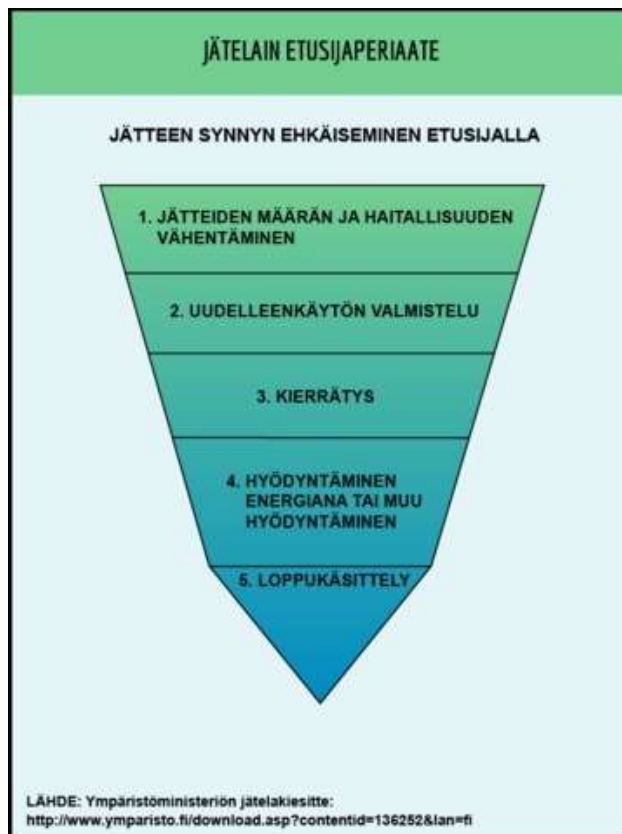 JÄTELAIN ETUSIJAPERIAATE
JÄTTEEN SYNNYN EHKÄISEMINEN ETUSIJALLA
1. JÄTTEIDEN MÄÄRÄN JA HAITALLISUUDEN
VÄHENTÄMINEN
2. UUDELLEENKÄYTÖN VALMISTELU
3. KIERRÄTYS
4. HYÖDYNTÄMINEN
ENERGIANA TAI MUU
HYÖDYNTÄMINEN
5. LOPPUKÄSITTELY
LÄHDE: Ympäristöministeriön jätelakiesitte:
http://www.ymparisto.fi/download.asp?contentid=136252&lan=fi